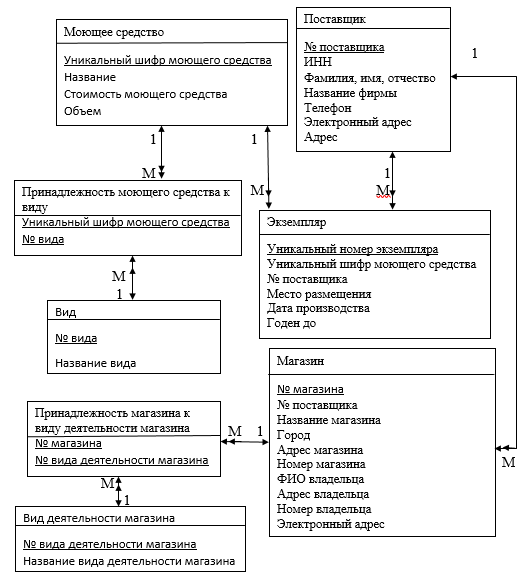 Моющее средство
Уникальный шифр моющего средства
Название
Стоимость моющего средства
Объем
Поставщик
№ поставщика
ИНН
Фамилия, имя, отчество
Название фирмы
Телефон
Электронный адрес
Адрес
1
1
1
1
М
М
М
Принадлежность моющего средства к
виду
Уникальный шифр моющего средства
№ вида
Экземпляр
Уникальный номер экземпляра
Уникальный шифр моющего средства
№ поставщика
Место размещения
Дата производства
Годен до
М
1
Вид
№ вида
Название вида
Магазин
№ магазина
№ поставщика
Название магазина
Город
Адрес магазина
Номер магазина
ФИО владельца
Адрес владельца
Номер владельца
Электронный адрес
М
Принадлежность магазина к
виду деятельности магазина
№ магазина
№ вида деятельности магазина
М
1
М
1
Вид деятельности магазина
№ вида деятельности магазина
Название вида деятельности магазина